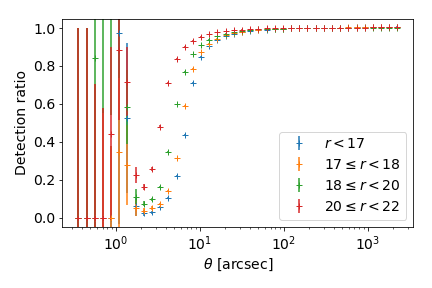 1.0
0.8
0.6
0.4
0.2
0.0
Detection ratio
10⁰
10¹
10²
10³
θ [arcsec]
r < 17
17 ≤ r < 18
18 ≤ r < 20
20 ≤ r < 22